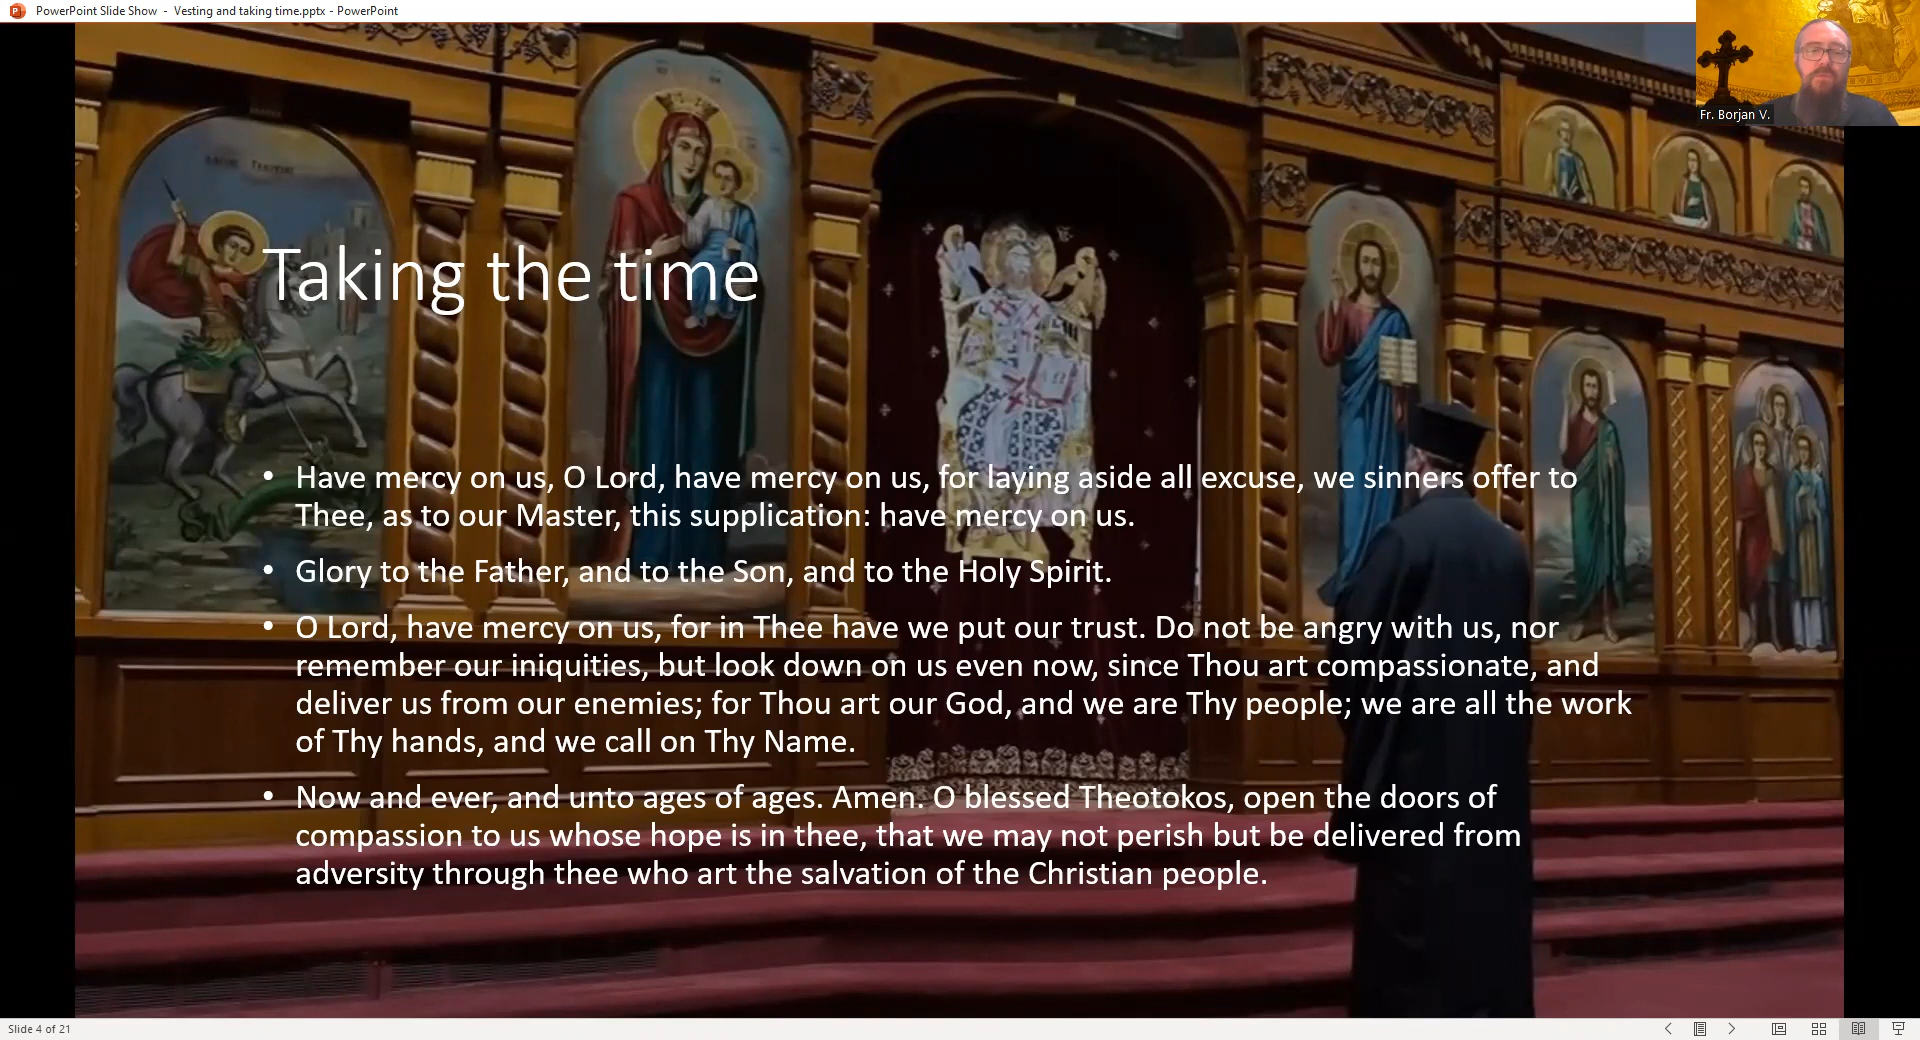 PowerPoint Slide Show - Vesting and taking time.pptx - PowerPoint
Fr. Borjan V.
Taking the time
• Have mercy on us, O Lord, have mercy on us, for laying aside all excuse, we sinners offer to
Thee, as to our Master, this supplication: have mercy on us.
• Glory to the Father, and to the Son, and to the Holy Spirit.
• O Lord, have mercy on us, for in Thee have we put our trust. Do not be angry with us, nor
remember our iniquities, but look down on us even now, since Thou art compassionate, and
deliver us from our enemies; for Thou art our God, and we are Thy people; we are all the work
of Thy hands, and we call on Thy Name.
• Now and ever, and unto ages of ages. Amen. O blessed Theotokos, open the doors of
compassion to us whose hope is in thee, that we may not perish but be delivered from
adversity through thee who art the salvation of the Christian people.
Slide 4 of 21